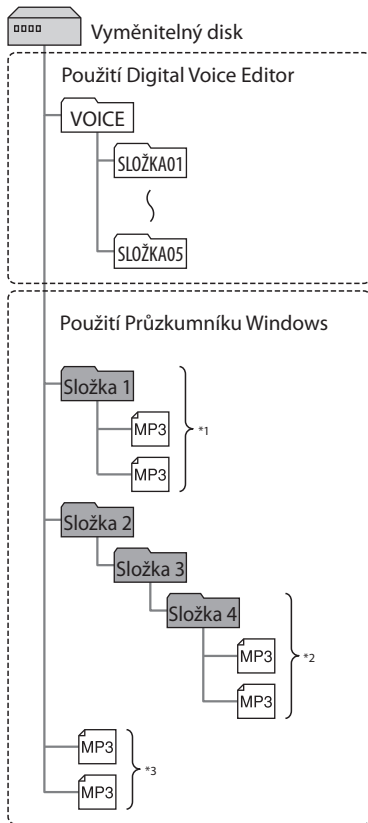 Vyměnitelný disk
Použití Digital Voice Editor
VOICE
SLOŽKA01
SLOŽKA05
Použití Průzkumníku Windows
Složka 1
MP3
*1
MP3
Složka 2
Složka 3
Složka 4
MP3
*2
MP3
MP3
*3
MP3